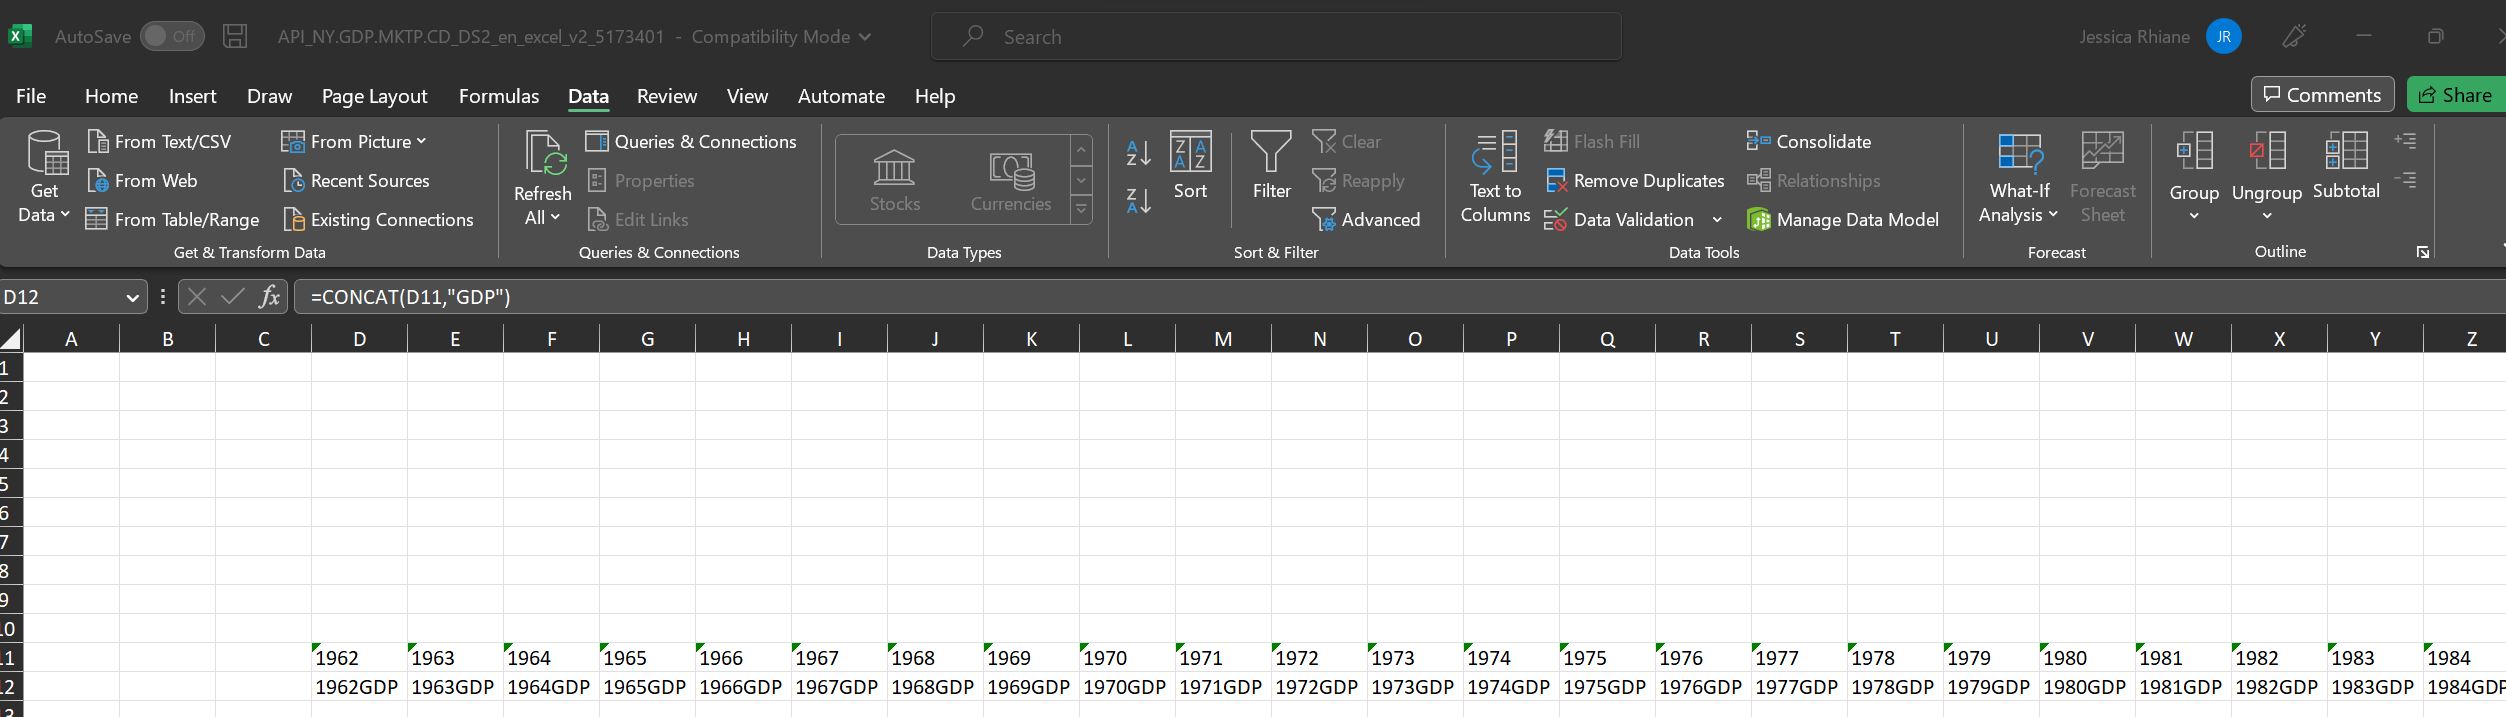 AutoSave Off API_NY.GDP.MKTP.CD_DS2_en_excel_v2_5173401 - Compatibility Mode Search Jessica Rhiane JR
File Home Insert Draw Page Layout Formulas Data Review View Automate Help Comments Share
From Text/CSV From Picture Queries & Connections Clear Flash Fill Consolidate
Get Data From Web Recent Sources Refresh All Properties Stocks Currencies Sort Filter Reapply Text to Columns Remove Duplicates Relationships What-If Analysis Forecast Sheet Group Ungroup Subtotal
From Table/Range Existing Connections Edit Links Advanced Data Validation Manage Data Model
Get & Transform Data Queries & Connections Data Types Sort & Filter Data Tools Forecast Outline
D12 fx =CONCAT(D11,"GDP")
A B C D E F G H I J K L M N O P Q R S T U V W X Y Z
1
2
3
4
5
6
7
8
9
10
11 1962 1963 1964 1965 1966 1967 1968 1969 1970 1971 1972 1973 1974 1975 1976 1977 1978 1979 1980 1981 1982 1983 1984
12 1962GDP 1963GDP 1964GDP 1965GDP 1966GDP 1967GDP 1968GDP 1969GDP 1970GDP 1971GDP 1972GDP 1973GDP 1974GDP 1975GDP 1976GDP 1977GDP 1978GDP 1979GDP 1980GDP 1981GDP 1982GDP 1983GDP 1984GDP